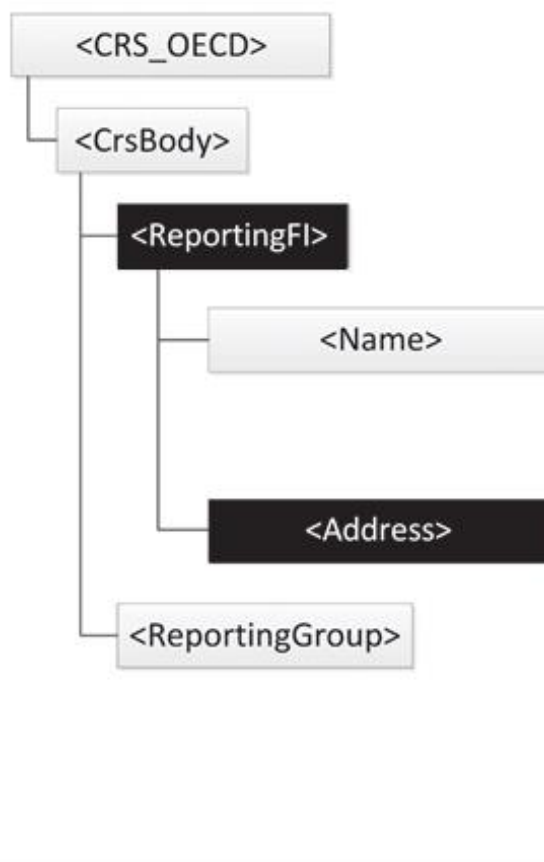 <CRS_OECD>
<CrsBody>
<ReportingFI>
<Name>
<Address>
<ReportingGroup>